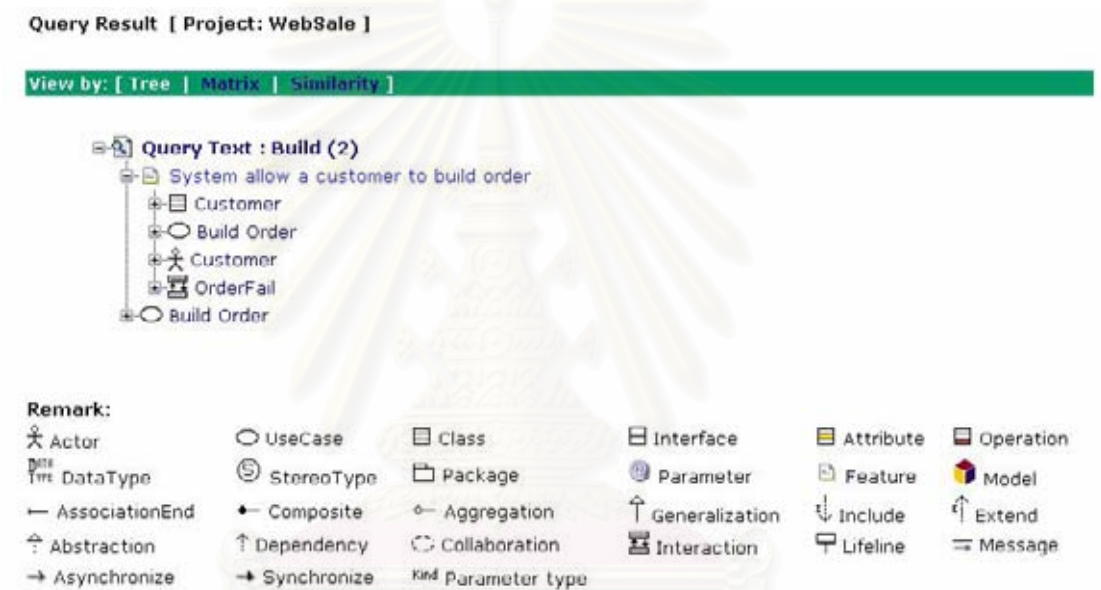 Query Result [ Project: WebSale ]
View by: [ Tree | Matrix | Similarity ]
Query Text : Build (2)
System allow a customer to build order
Customer
Build Order
Customer
OrderFail
Build Order
Remark:
Actor UseCase Class Interface Attribute Operation
DATA TYPE DataType S StereoType Package Parameter Feature Model
AssociationEnd Composite Aggregation Generalization Include Extend
Abstraction Dependency Collaboration Interaction Lifeline Message
Asynchronize Synchronize Kind Parameter type